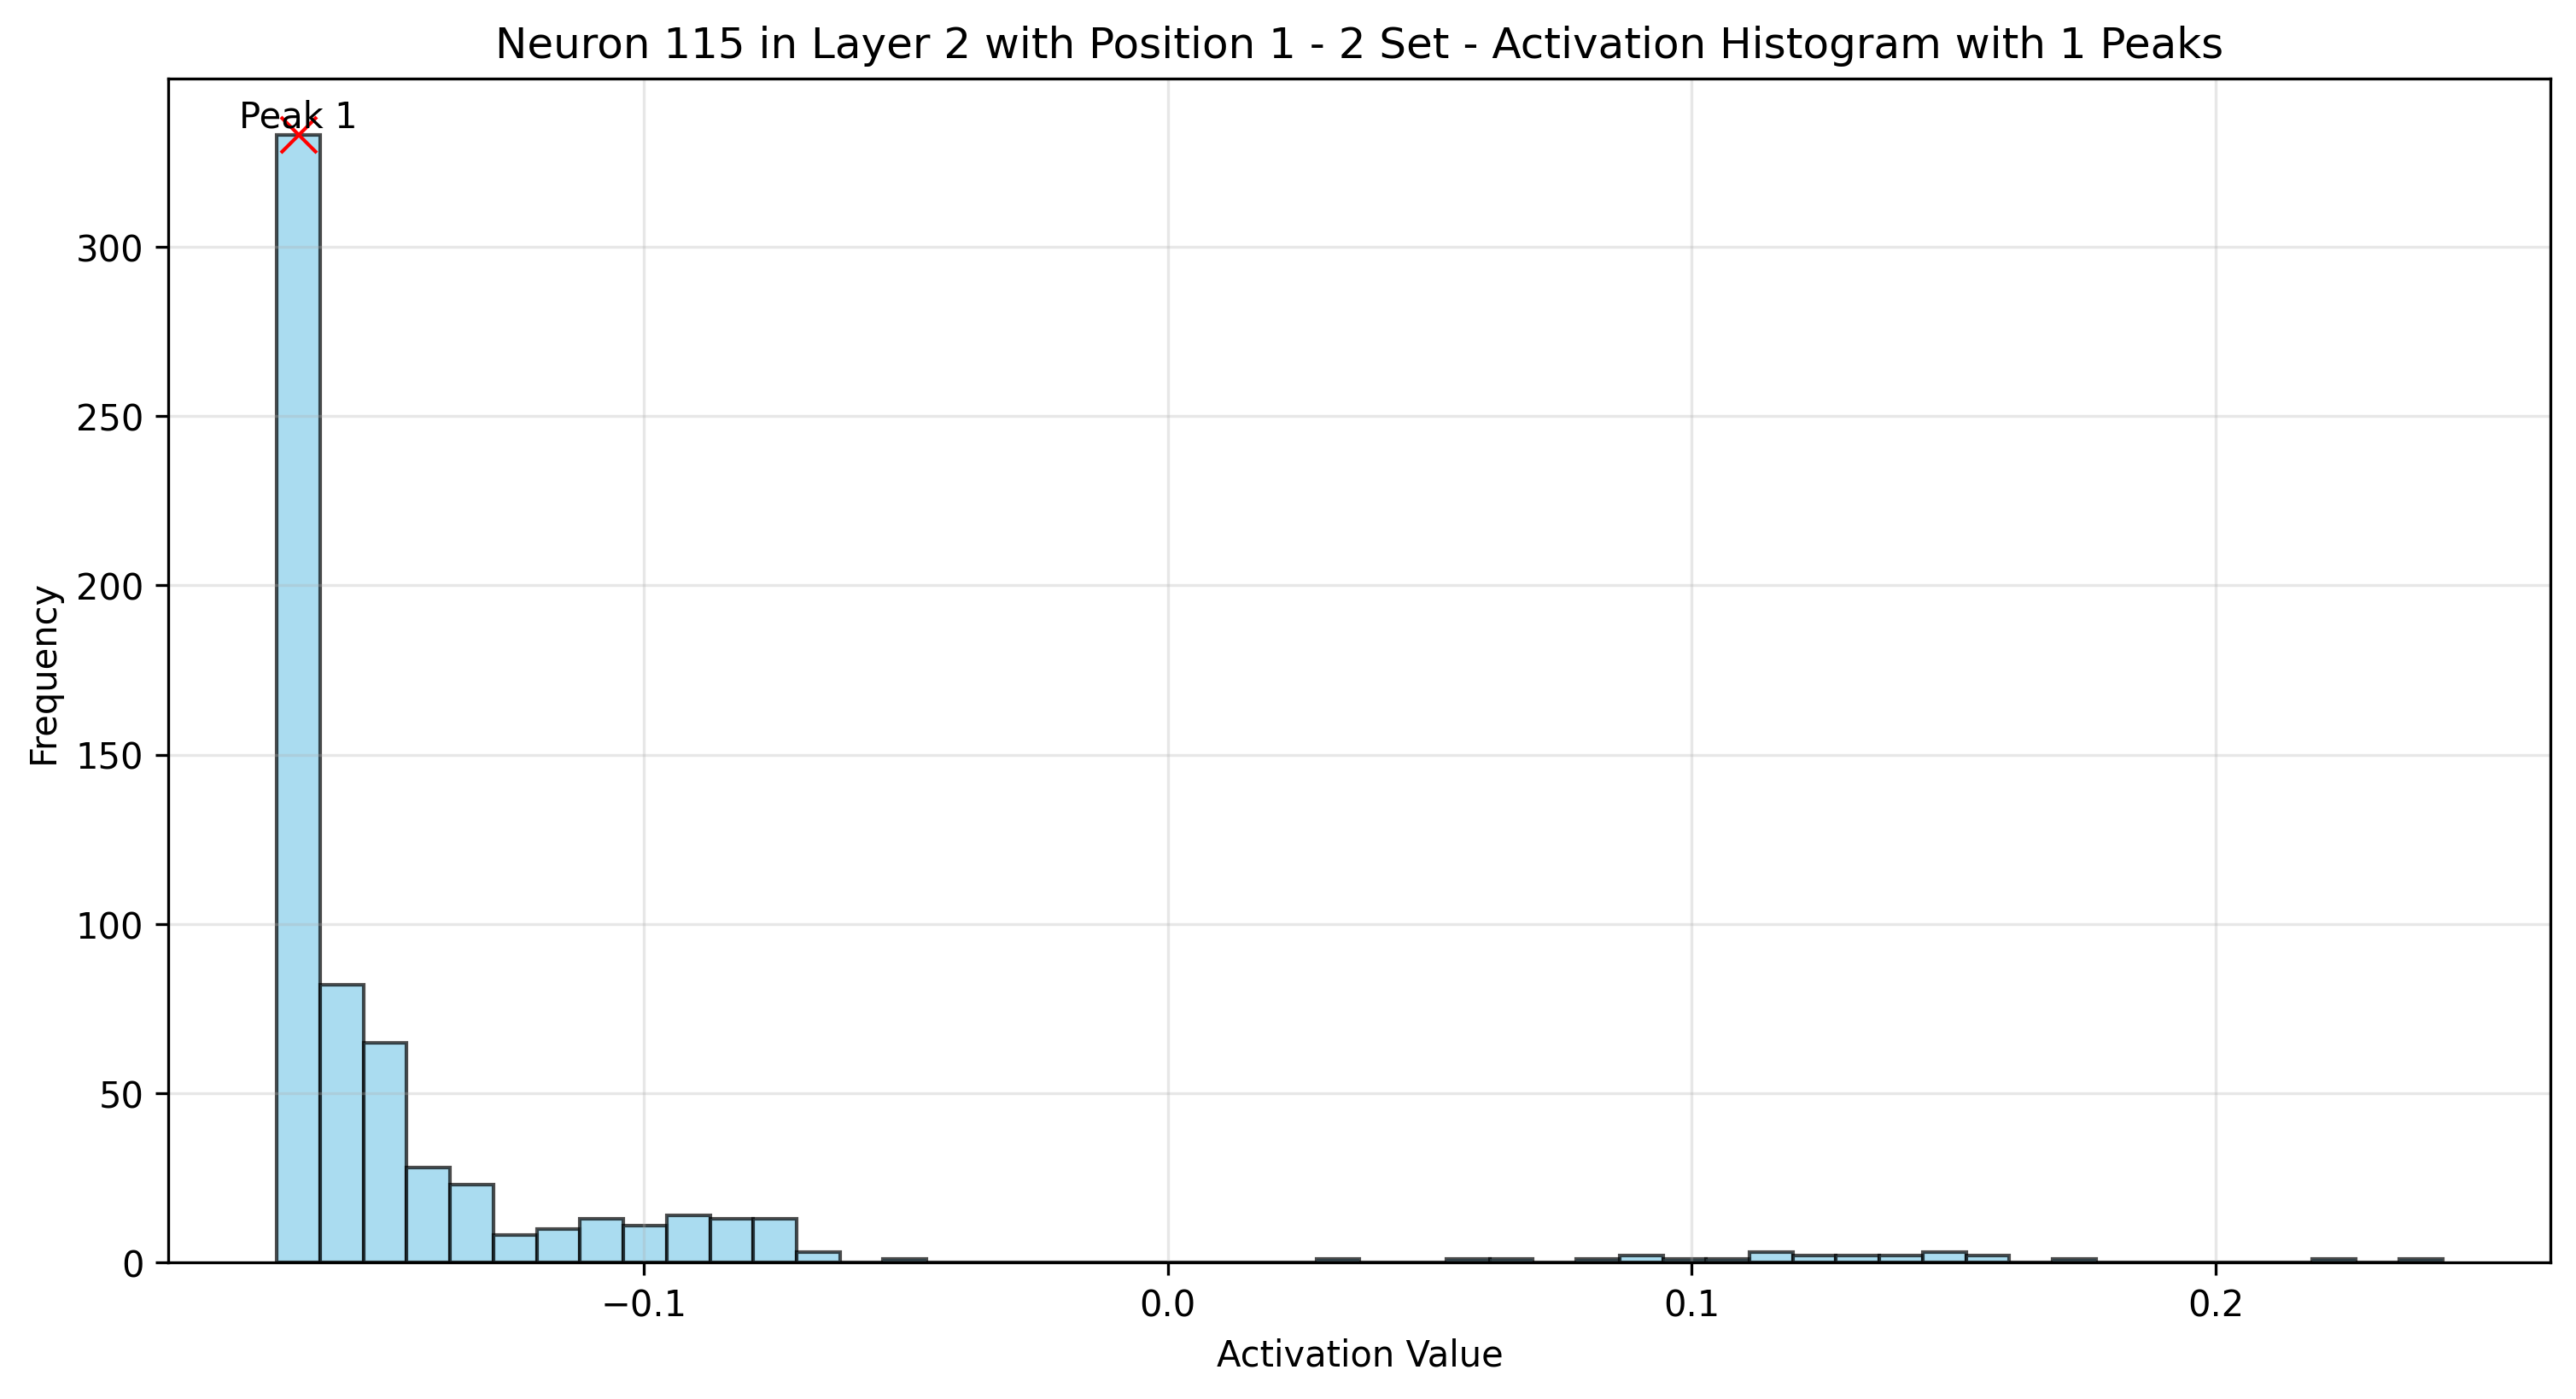 Neuron 115 in Layer 2 with Position 1 - 2 Set - Activation Histogram with 1 Peaks
Peak 1
300
250
200
150
100
50
0
Frequency
−0.1
0.0
0.1
0.2
Activation Value